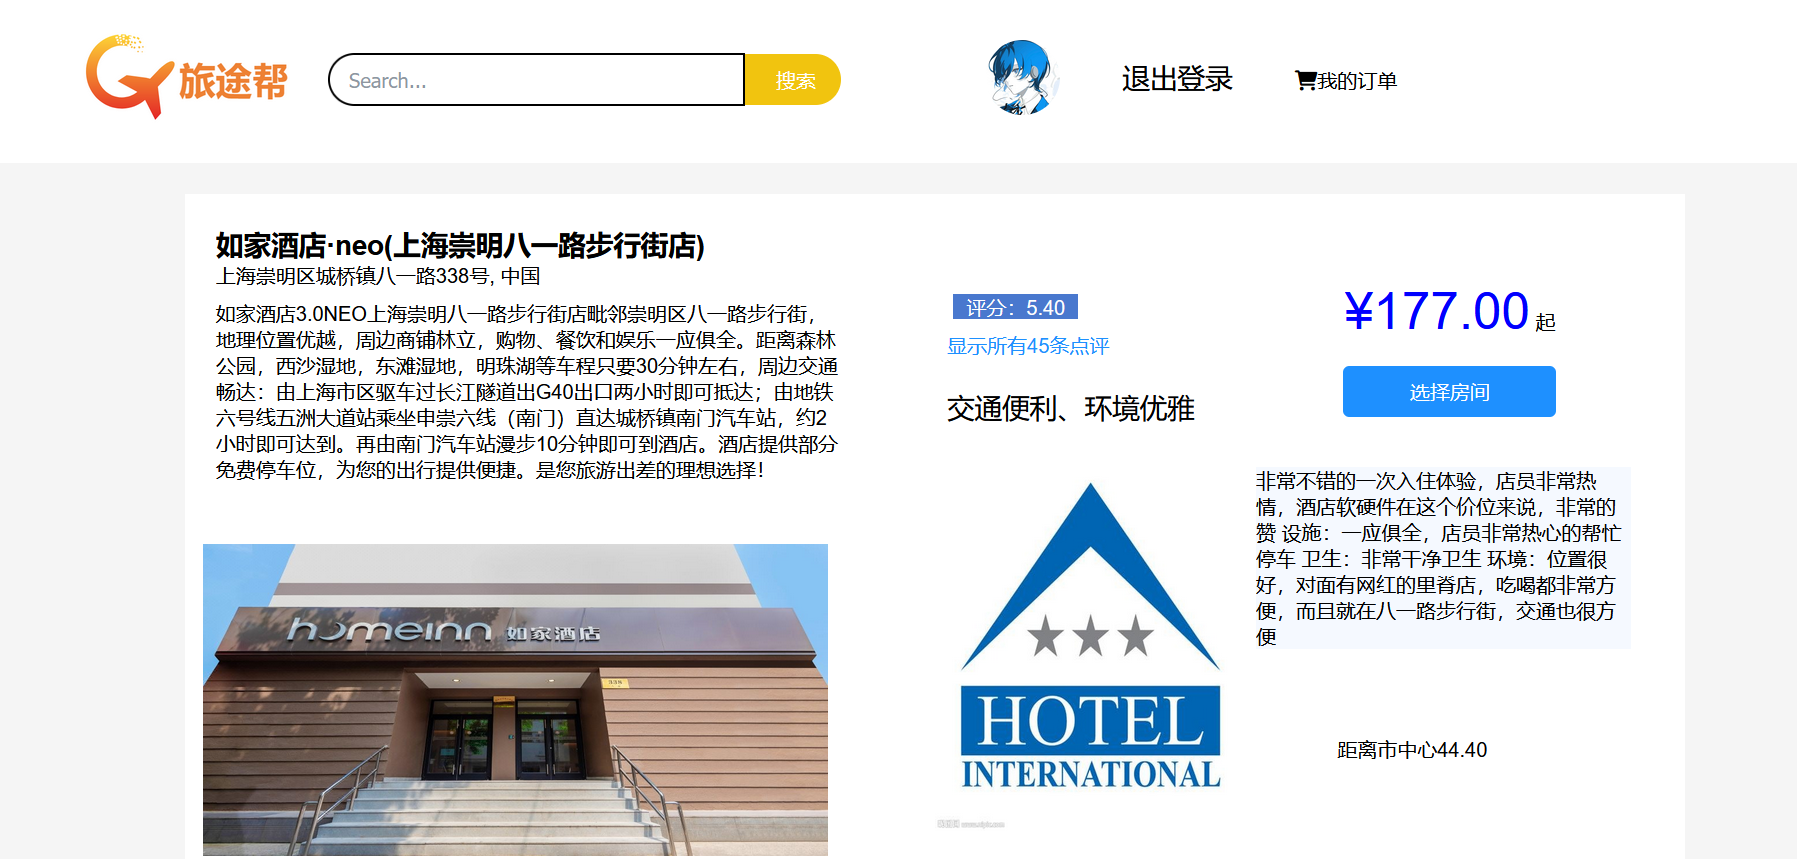 旅途帮
Search...
搜索
退出登录
我的订单
如家酒店·neo(上海崇明八一路步行街店)
上海崇明区城桥镇八一路338号, 中国
如家酒店3.0NEO上海崇明八一路步行街店毗邻崇明区八一路步行街，
地理位置优越，周边商铺林立，购物、餐饮和娱乐一应俱全。距离森林
公园，西沙湿地，东滩湿地，明珠湖等车程只要30分钟左右，周边交通
畅达：由上海市区驱车过长江隧道出G40出口两小时即可抵达；由地铁
六号线五洲大道站乘坐申崇六线（南门）直达城桥镇南门汽车站，约2
小时即可达到。再由南门汽车站漫步10分钟即可到酒店。酒店提供部分
免费停车位，为您的出行提供便捷。是您旅游出差的理想选择！
homeinn 如家酒店
338
评分：5.40
显示所有45条点评
交通便利、环境优雅
HOTEL
INTERNATIONAL
¥177.00 起
选择房间
非常不错的一次入住体验，店员非常热
情，酒店软硬件在这个价位来说，非常的
赞 设施：一应俱全，店员非常热心的帮忙
停车 卫生：非常干净卫生 环境：位置很
好，对面有网红的里脊店，吃喝都非常方
便，而且就在八一路步行街，交通也很方
便
距离市中心44.40